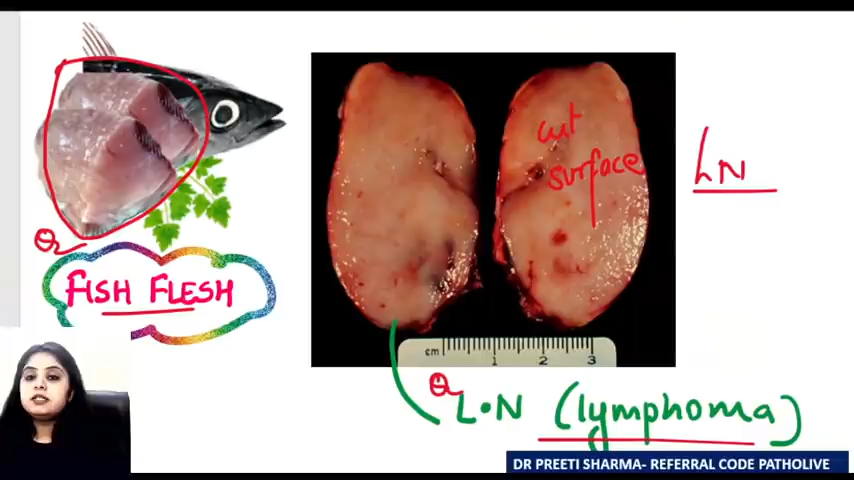 cut
surface
LN
Q
FISH FLESH
cm 1 2 3
Q
L.N (lymphoma)
DR PREETI SHARMA- REFERRAL CODE PATHOLIVE